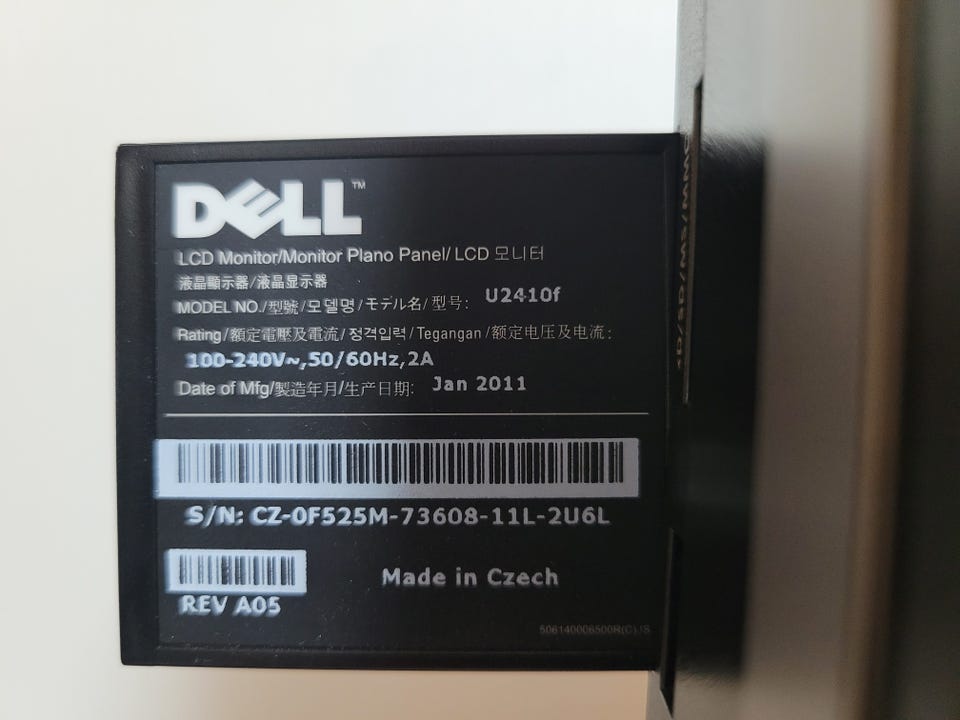 DELL™
LCD Monitor/Monitor Plano Panel/ LCD 모니터
液晶顯示器/液晶显示器
MODEL NO./型號/모델명/モデル名/型号: U2410f
Rating/額定電壓及電流/정격입력/Tegangan/额定电压及电流:
100-240V~,50/60Hz,2A
Date of Mfg/製造年月/生产日期: Jan 2011
S/N: CZ-0F525M-73608-11L-2U6L
Made in Czech
REV A05
506140006500R(C).IS